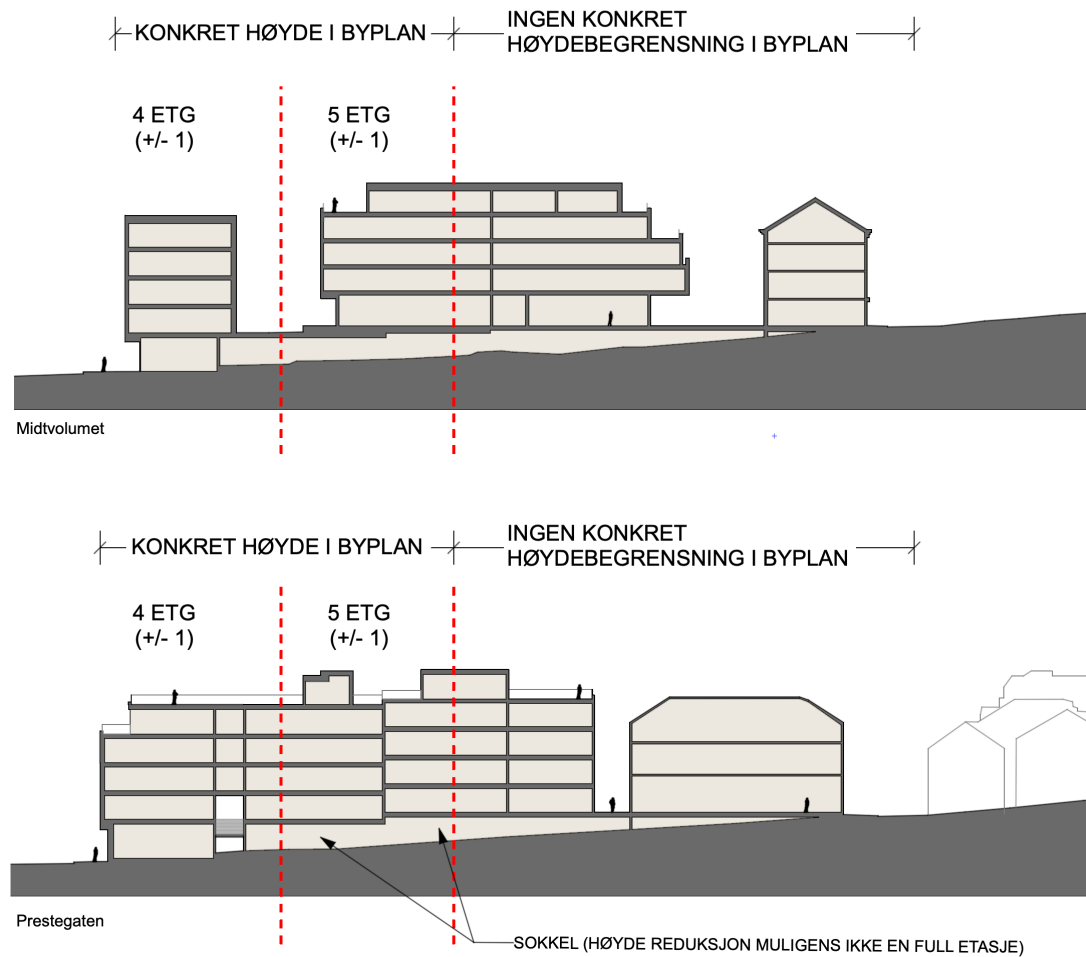 KONKRET HØYDE I BYPLAN
INGEN KONKRET
HØYDEBEGRENSNING I BYPLAN
4 ETG
(+/- 1)
5 ETG
(+/- 1)
Midtvolumet
KONKRET HØYDE I BYPLAN
INGEN KONKRET
HØYDEBEGRENSNING I BYPLAN
4 ETG
(+/- 1)
5 ETG
(+/- 1)
Prestegaten
SOKKEL (HØYDE REDUKSJON MULIGENS IKKE EN FULL ETASJE)